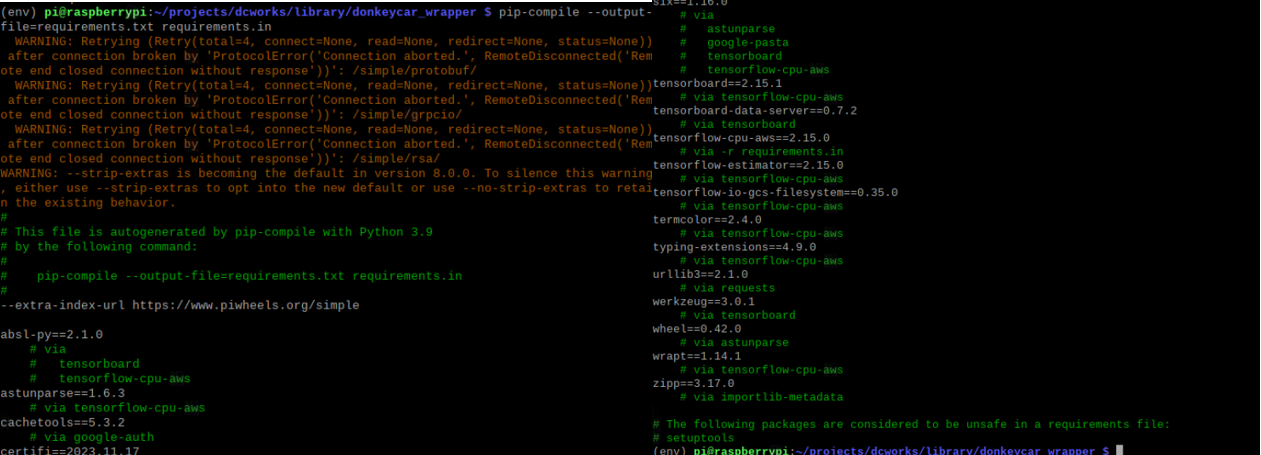 (env) pi@raspberrypi:~/projects/dcworks/library/donkeycar_wrapper $ pip-compile --output-
file=requirements.txt requirements.in
  WARNING: Retrying (Retry(total=4, connect=None, read=None, redirect=None, status=None))
 after connection broken by 'ProtocolError('Connection aborted.', RemoteDisconnected('Rem
ote end closed connection without response'))': /simple/protobuf/
  WARNING: Retrying (Retry(total=4, connect=None, read=None, redirect=None, status=None))
 after connection broken by 'ProtocolError('Connection aborted.', RemoteDisconnected('Rem
ote end closed connection without response'))': /simple/grpcio/
  WARNING: Retrying (Retry(total=4, connect=None, read=None, redirect=None, status=None))
 after connection broken by 'ProtocolError('Connection aborted.', RemoteDisconnected('Rem
ote end closed connection without response'))': /simple/rsa/
WARNING: --strip-extras is becoming the default in version 8.0.0. To silence this warning
, either use --strip-extras to opt into the new default or use --no-strip-extras to retai
n the existing behavior.
#
# This file is autogenerated by pip-compile with Python 3.9
# by the following command:
#
#    pip-compile --output-file=requirements.txt requirements.in
#
--extra-index-url https://www.piwheels.org/simple

absl-py==2.1.0
    # via
    #   tensorboard
    #   tensorflow-cpu-aws
astunparse==1.6.3
    # via tensorflow-cpu-aws
cachetools==5.3.2
    # via google-auth
certifi==2023.11.17
six==1.16.0
    # via
    #   astunparse
    #   google-pasta
    #   tensorboard
    #   tensorflow-cpu-aws
tensorboard==2.15.1
    # via tensorflow-cpu-aws
tensorboard-data-server==0.7.2
    # via tensorboard
tensorflow-cpu-aws==2.15.0
    # via -r requirements.in
tensorflow-estimator==2.15.0
    # via tensorflow-cpu-aws
tensorflow-io-gcs-filesystem==0.35.0
    # via tensorflow-cpu-aws
termcolor==2.4.0
    # via tensorflow-cpu-aws
typing-extensions==4.9.0
    # via tensorflow-cpu-aws
urllib3==2.1.0
    # via requests
werkzeug==3.0.1
    # via tensorboard
wheel==0.42.0
    # via astunparse
wrapt==1.14.1
    # via tensorflow-cpu-aws
zipp==3.17.0
    # via importlib-metadata

# The following packages are considered to be unsafe in a requirements file:
# setuptools
(env) pi@raspberrypi:~/projects/dcworks/library/donkeycar_wrapper $